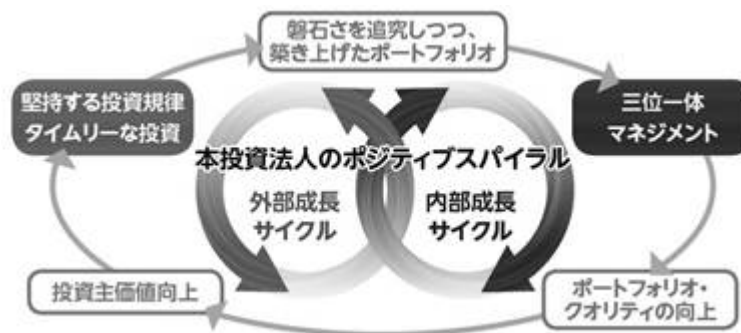 磐石さを追究しつつ、
築き上げたポートフォリオ
堅持する投資規律
タイムリーな投資
三位一体
マネジメント
本投資法人のポジティブスパイラル
外部成長
サイクル
内部成長
サイクル
投資主価値向上
ポートフォリオ・
クオリティの向上